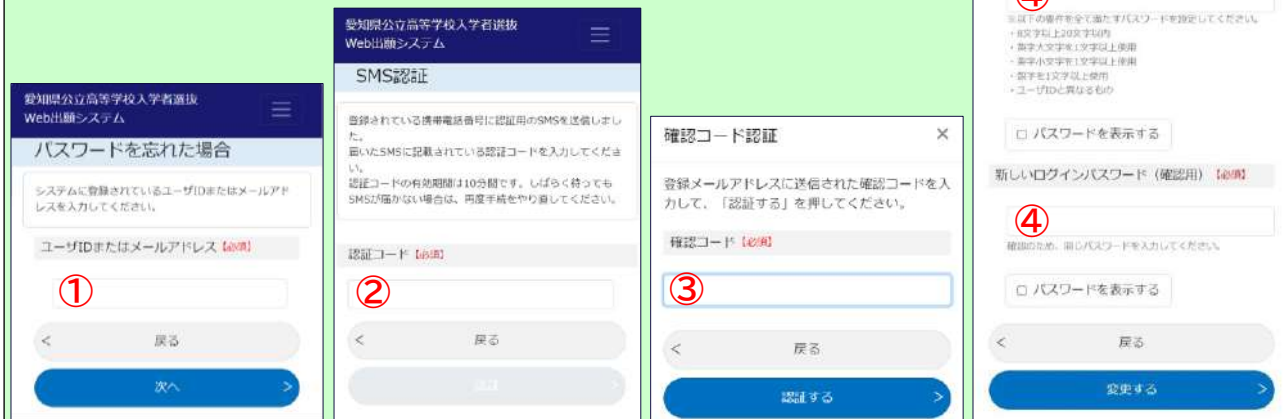 愛知県公立高等学校入学者選抜
Web出願システム
パスワードを忘れた場合
システムに登録されているユーザIDまたはメールアド
レスを入力してください。
ユーザIDまたはメールアドレス【必須】
①
< 戻る
次へ >
愛知県公立高等学校入学者選抜
Web出願システム
SMS認証
登録されている携帯電話番号に認証用のSMSを送信しまし
た。
届いたSMSに記載されている認証コードを入力してくださ
い。
認証コードの有効期間は10分間です。しばらく待っても
SMSが届かない場合は、再度手続をやり直してください。
認証コード【必須】
②
< 戻る
認証 >
確認コード認証 ×
登録メールアドレスに送信された確認コードを入
力して、「認証する」を押してください。
確認コード【必須】
③
< 戻る
認証する >
④
※以下の要件を全て満たすパスワードを設定してください。
・8文字以上20文字以内
・英字大文字を1文字以上使用
・英字小文字を1文字以上使用
・数字を1文字以上使用
・ユーザIDと異なるもの
パスワードを表示する
新しいログインパスワード（確認用）【必須】
④
確認のため、同じパスワードを入力してください。
パスワードを表示する
< 戻る
変更する >